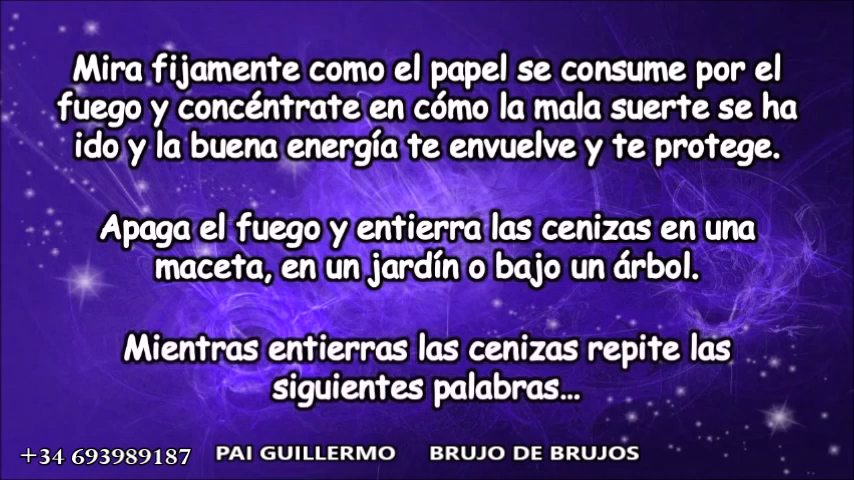 Mira fijamente como el papel se consume por el
fuego y concéntrate en cómo la mala suerte se ha
ido y la buena energía te envuelve y te protege.
Apaga el fuego y entierra las cenizas en una
maceta, en un jardín o bajo un árbol.
Mientras entierras las cenizas repite las
siguientes palabras...
+34 693989187 PAI GUILLERMO BRUJO DE BRUJOS